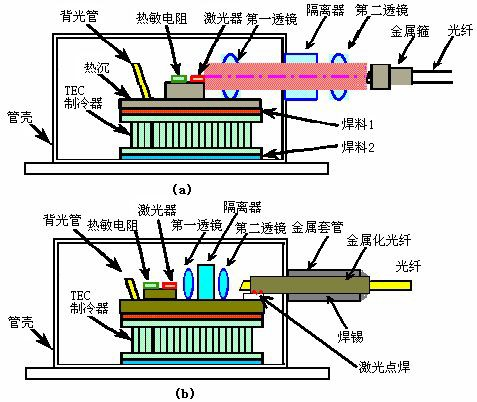 背光管
热敏电阻
激光器
第一透镜
隔离器
第二透镜
金属箍
光纤
热沉
TEC
制冷器
管壳
焊料1
焊料2
(a)
背光管
热敏电阻
激光器
第一透镜
隔离器
第二透镜
金属套管
金属化光纤
光纤
TEC
制冷器
管壳
焊锡
激光点焊
(b)